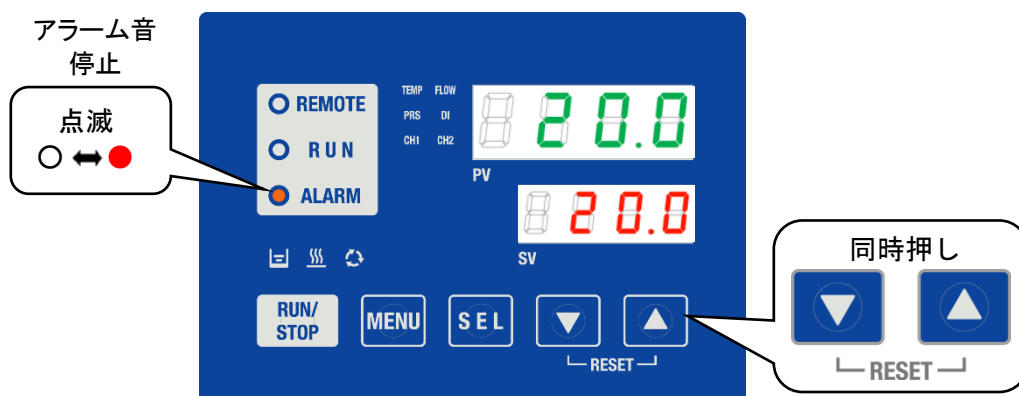 アラーム音
停止
点滅
REMOTE
RUN
ALARM
TEMP FLOW
PRS DI
CH1 CH2
20.0
PV
20.0
SV
RUN/
STOP
MENU
SEL
RESET
同時押し
RESET